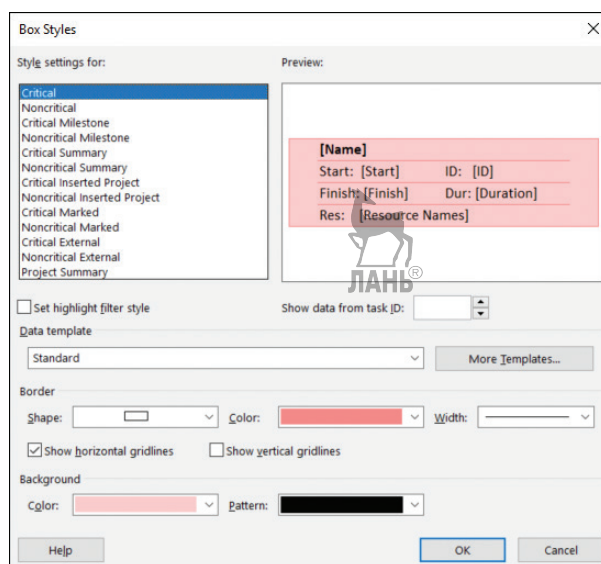 Box Styles
Style settings for:
Critical
Noncritical
Critical Milestone
Noncritical Milestone
Critical Summary
Noncritical Summary
Critical Inserted Project
Noncritical Inserted Project
Critical Marked
Noncritical Marked
Critical External
Noncritical External
Project Summary
Preview:
[Name]
Start: [Start] ID: [ID]
Finish: [Finish] Dur: [Duration]
Res: [Resource Names]
ЛАНЬ®
Set highlight filter style
Show data from task ID:
Data template
Standard
More Templates...
Border
Shape:
Color:
Width:
Show horizontal gridlines
Show vertical gridlines
Background
Color:
Pattern:
Help
OK
Cancel